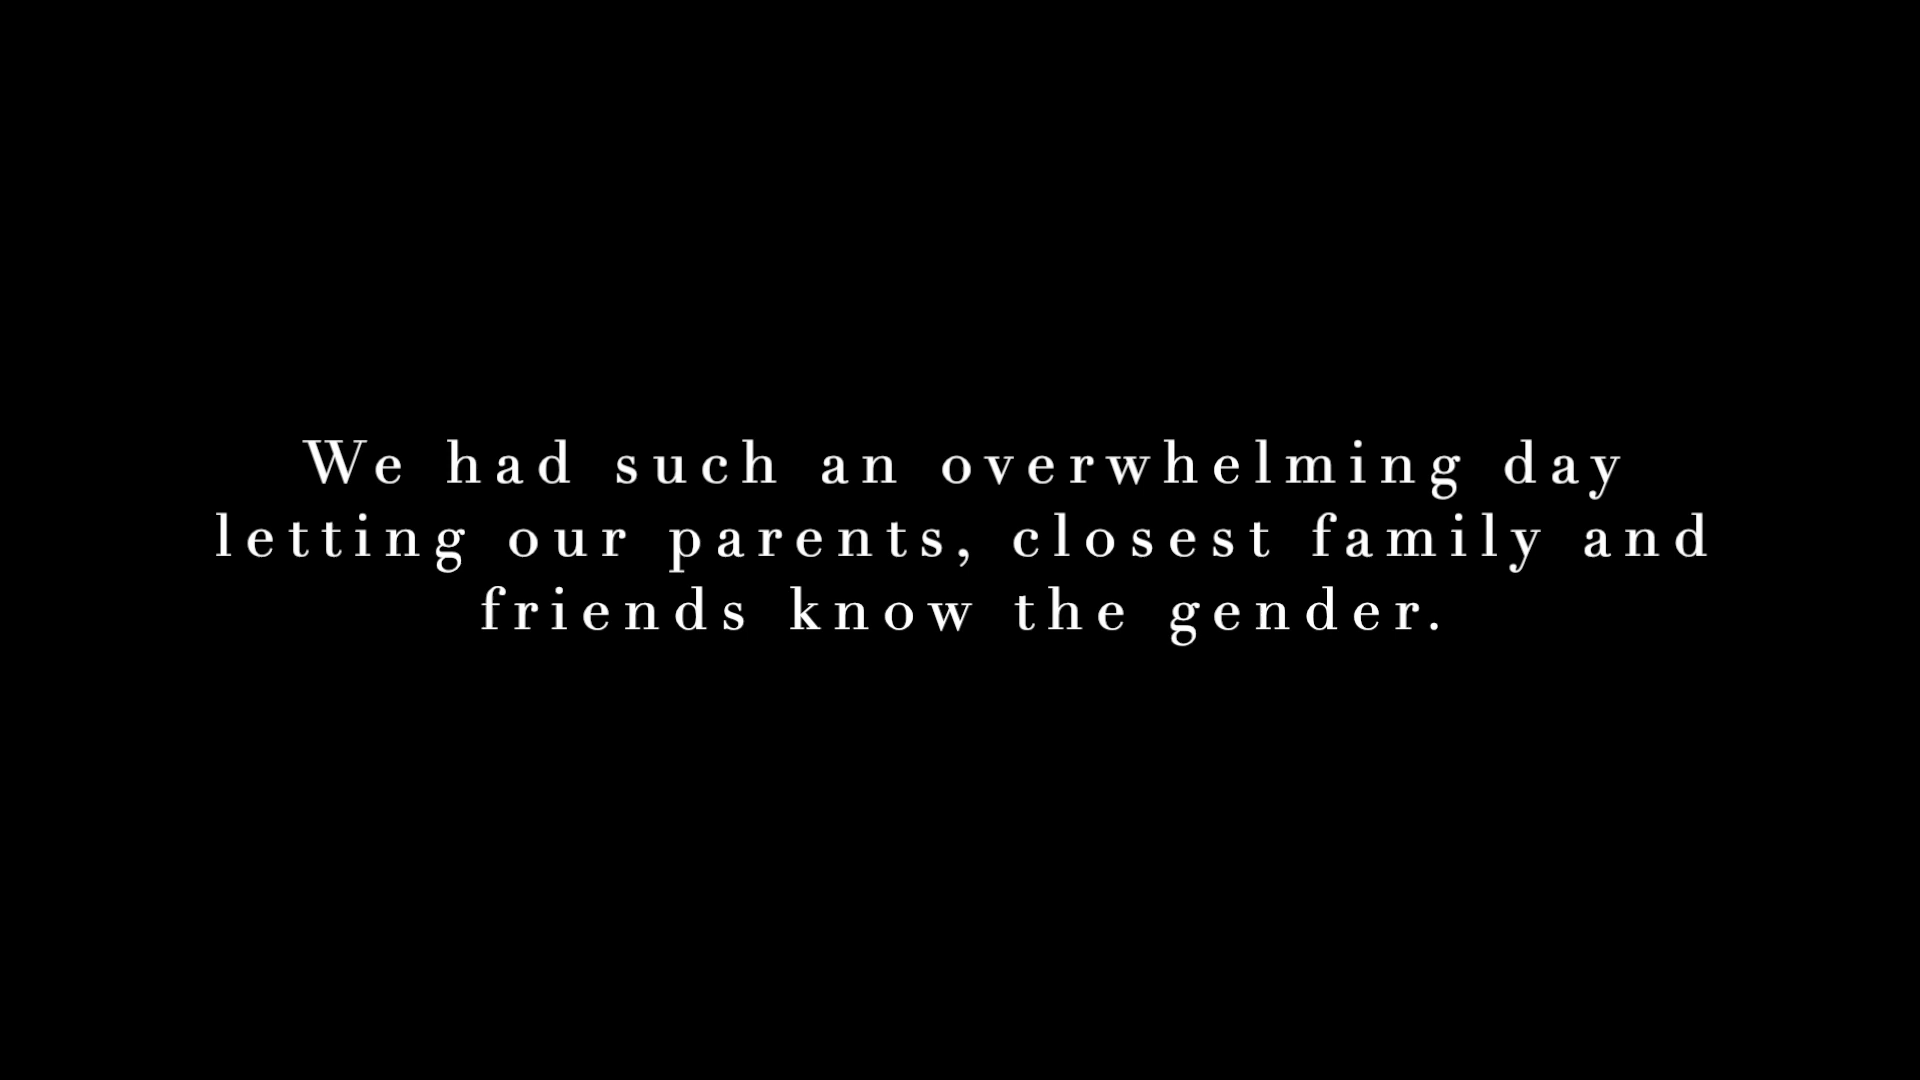 We had such an overwhelming day
letting our parents, closest family and
friends know the gender.